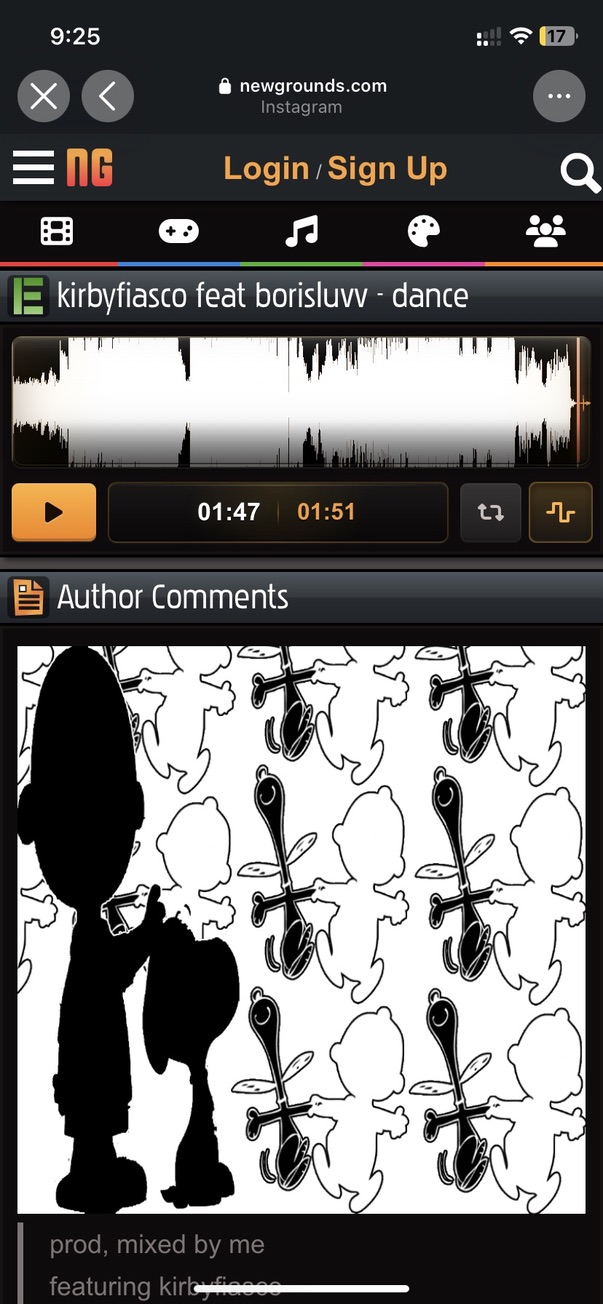 9:25
17
newgrounds.com
Instagram
NG
Login / Sign Up
E
kirbyfiasco feat borisluvv - dance
01:47 | 01:51
Author Comments
prod, mixed by me
featuring kirbyfiasco